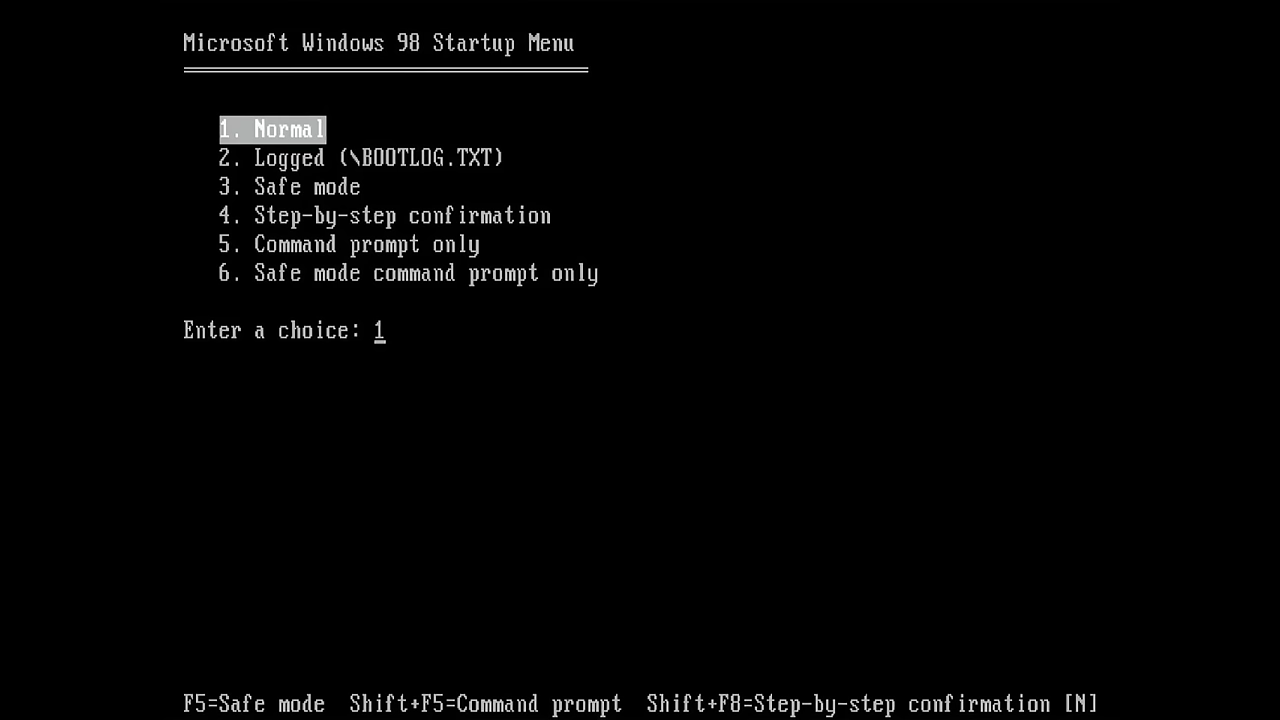 Microsoft Windows 98 Startup Menu
1. Normal
2. Logged (\BOOTLOG.TXT)
3. Safe mode
4. Step-by-step confirmation
5. Command prompt only
6. Safe mode command prompt only
Enter a choice: 1
F5=Safe mode  Shift+F5=Command prompt  Shift+F8=Step-by-step confirmation [N]